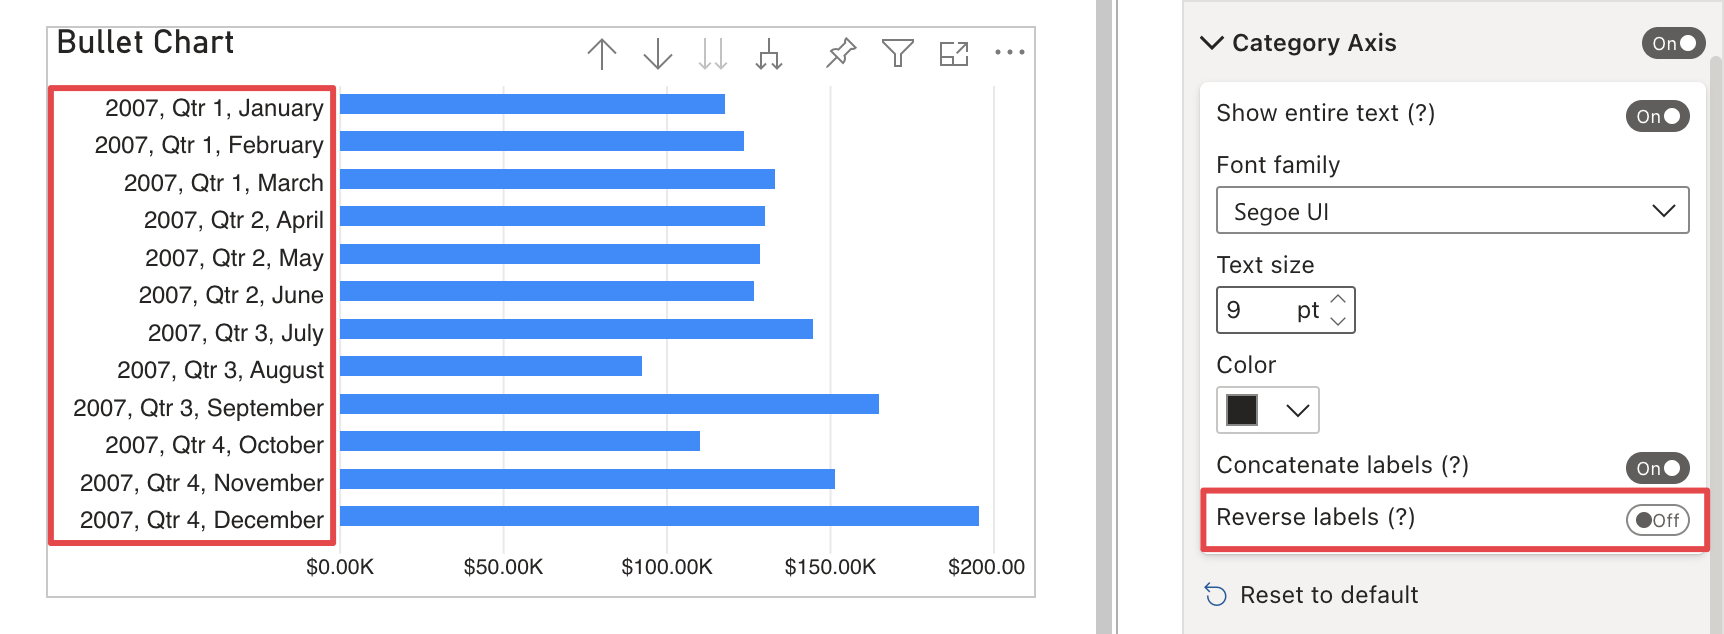 Bullet Chart
2007, Qtr 1, January
2007, Qtr 1, February
2007, Qtr 1, March
2007, Qtr 2, April
2007, Qtr 2, May
2007, Qtr 2, June
2007, Qtr 3, July
2007, Qtr 3, August
2007, Qtr 3, September
2007, Qtr 4, October
2007, Qtr 4, November
2007, Qtr 4, December
$0.00K $50.00K $100.00K $150.00K $200.00
Category Axis On
Show entire text (?) On
Font family
Segoe UI
Text size
9 pt
Color
Concatenate labels (?) On
Reverse labels (?) Off
Reset to default